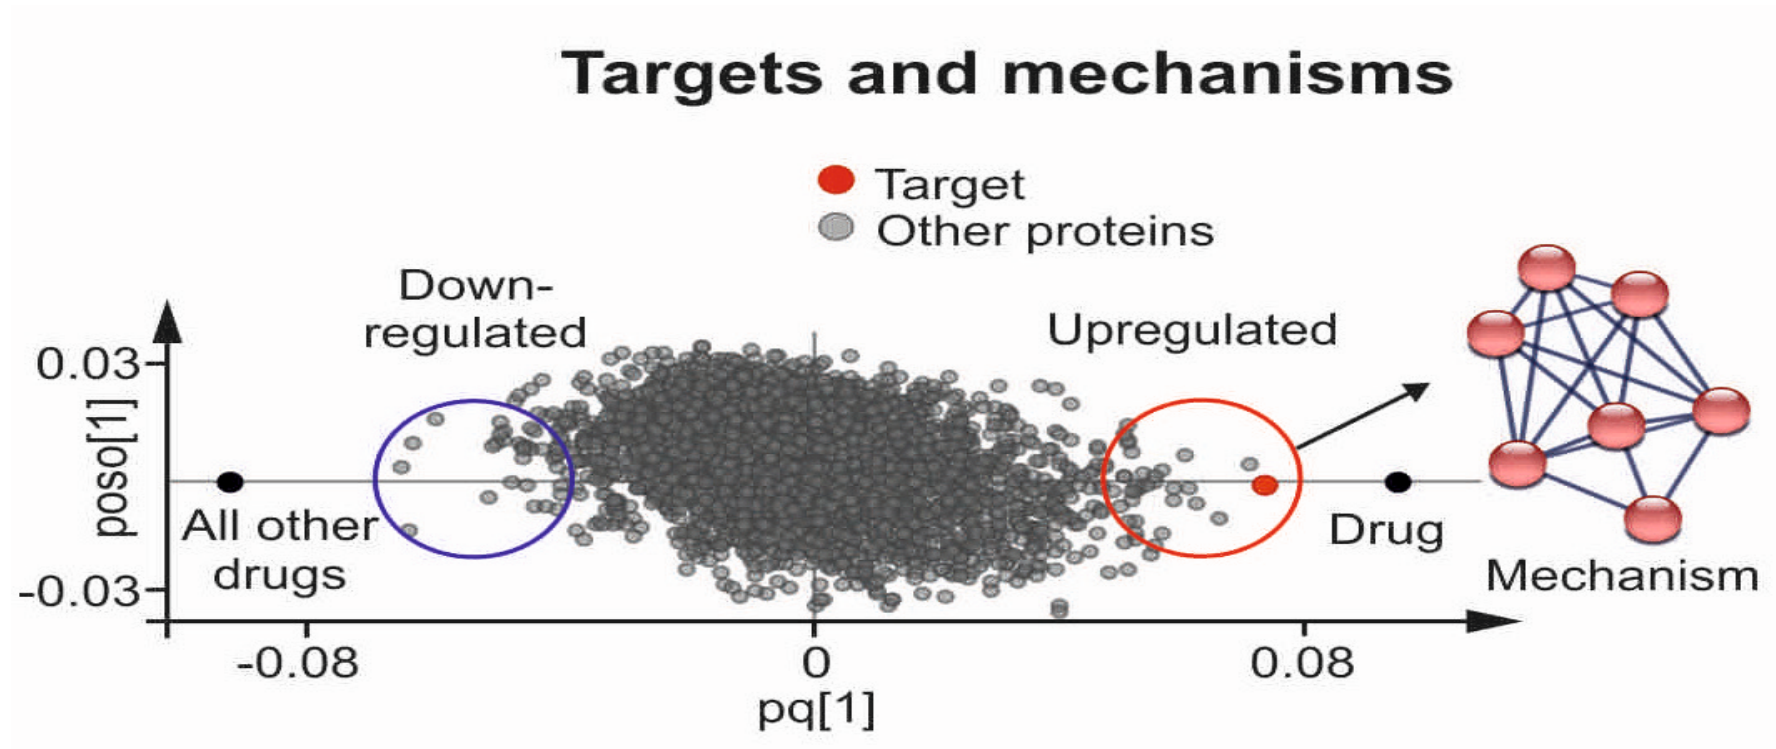 Targets and mechanisms
Target
Other proteins
Down-
regulated
Upregulated
0.03
poso[1]
-0.03
All other
drugs
Drug
Mechanism
-0.08
0
0.08
pq[1]